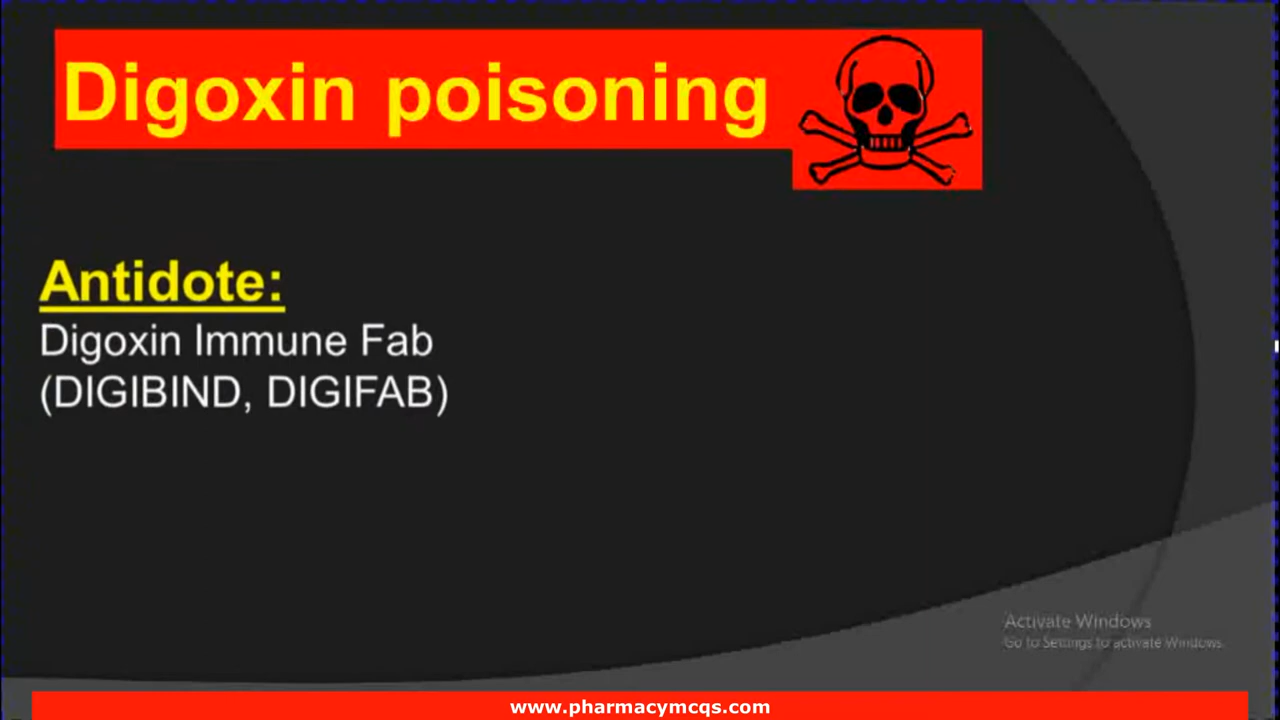 Digoxin poisoning
Antidote:
Digoxin Immune Fab
(DIGIBIND, DIGIFAB)
Activate Windows
Go to Settings to activate Windows.
www.pharmacymcqs.com